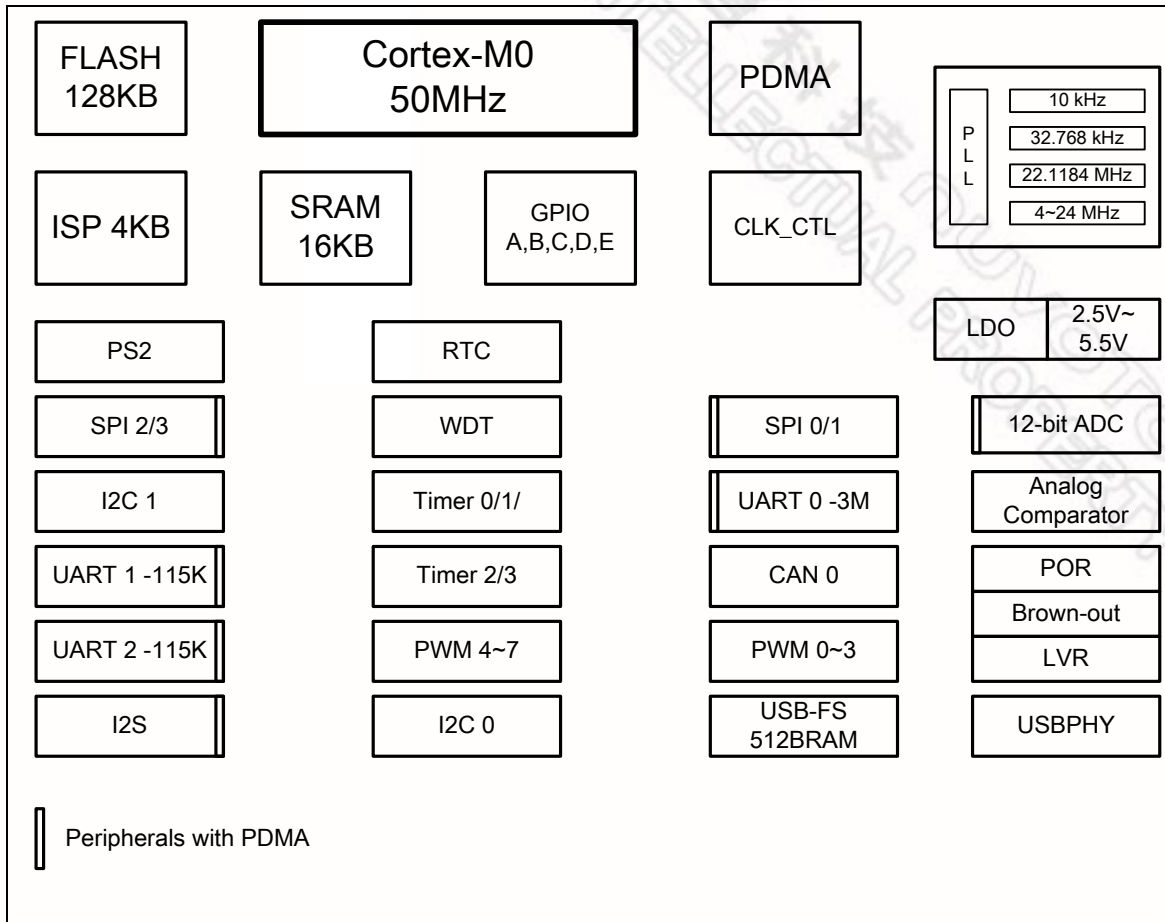 FLASH
128KB
Cortex-M0
50MHz
PDMA
PLL
10 kHz
32.768 kHz
22.1184 MHz
4~24 MHz
ISP 4KB
SRAM
16KB
GPIO
A,B,C,D,E
CLK_CTL
LDO
2.5V~
5.5V
PS2
RTC
SPI 2/3
WDT
SPI 0/1
12-bit ADC
I2C 1
Timer 0/1/
UART 0 -3M
Analog
Comparator
UART 1 -115K
Timer 2/3
CAN 0
POR
Brown-out
UART 2 -115K
PWM 4~7
PWM 0~3
LVR
I2S
I2C 0
USB-FS
512BRAM
USBPHY
Peripherals with PDMA